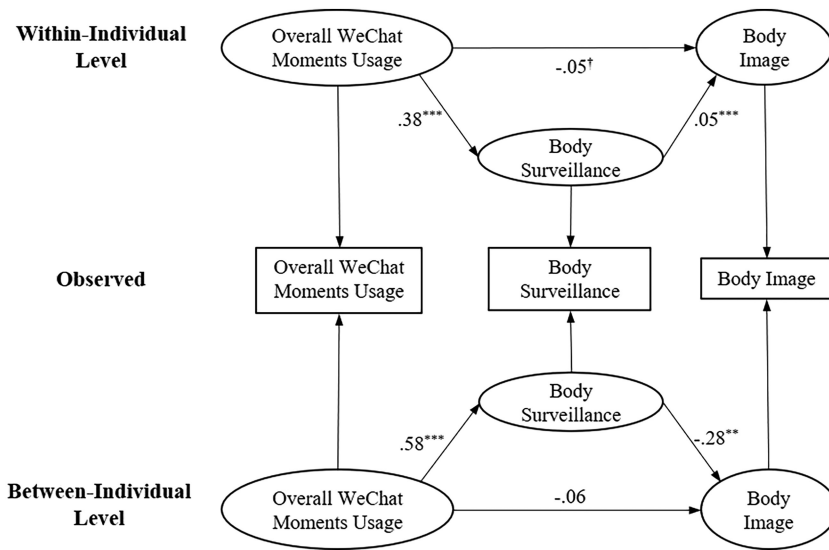 Within-Individual
Level
Overall WeChat
Moments Usage
Body
Image
-.05†
.38***
.05***
Body
Surveillance
Observed
Overall WeChat
Moments Usage
Body
Surveillance
Body Image
Body
Surveillance
.58***
-.28**
Between-Individual
Level
Overall WeChat
Moments Usage
-.06
Body
Image